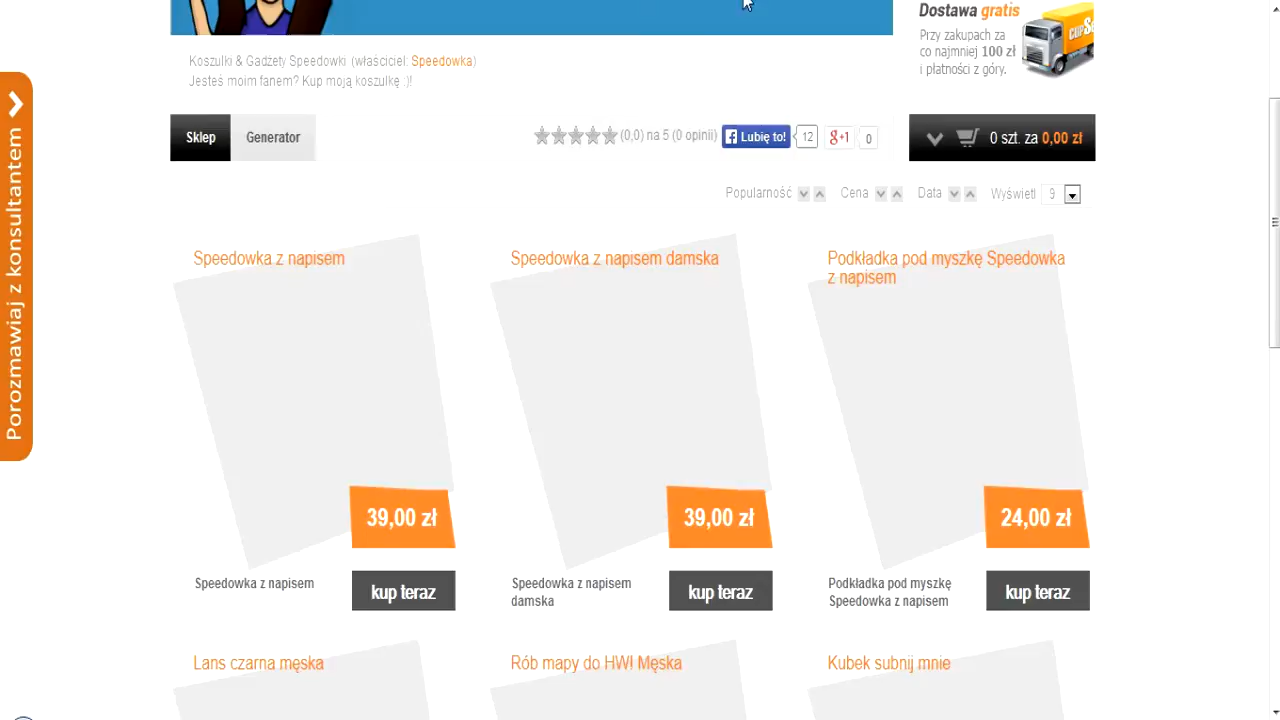 Dostawa gratis
Przy zakupach za
co najmniej 100 zł
i płatności z góry.
Koszulki & Gadżety Speedowki (właściciel: Speedowka)
Jesteś moim fanem? Kup moją koszulkę :)!
Porozmawiaj z konsultantem
Sklep
Generator
(0,0) na 5 (0 opinii)
Lubię to!
12
g+1
0
0 szt. za 0,00 zł
Popularność
Cena
Data
Wyświetl
9
Speedowka z napisem
Speedowka z napisem damska
Podkładka pod myszkę Speedowka
z napisem
39,00 zł
39,00 zł
24,00 zł
Speedowka z napisem
kup teraz
Speedowka z napisem
damska
kup teraz
Podkładka pod myszkę
Speedowka z napisem
kup teraz
Lans czarna męska
Rób mapy do HW! Męska
Kubek subnij mnie